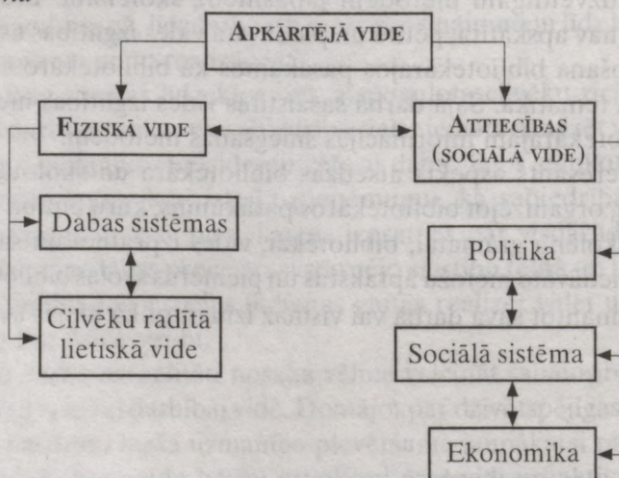 APKĀRTĒJĀ VIDE
FIZISKĀ VIDE
ATTIECĪBAS
(SOCIĀLĀ VIDE)
Dabas sistēmas
Cilvēku radītā
lietiskā vide
Politika
Sociālā sistēma
Ekonomika